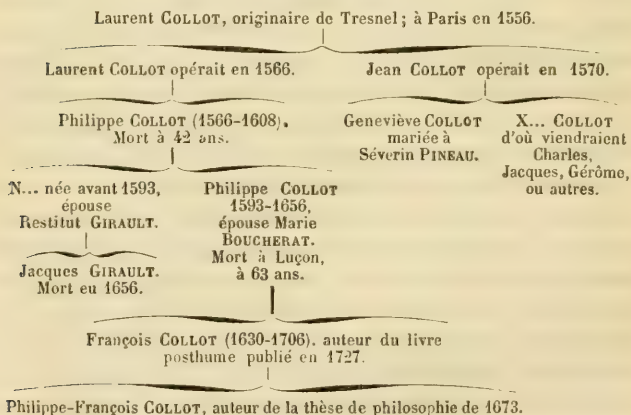 Laurent COLLOT, originaire de Tresnel ; à Paris en 1556.
Laurent COLLOT opérait en 1566.
Jean COLLOT opérait en 1570.
Philippe COLLOT (1566-1608).
Mort à 42 ans.
Geneviève COLLOT
mariée à
Séverin PINEAU.
X... COLLOT
d'où viendraient
Charles,
Jacques, Gérôme,
ou autres.
N... née avant 1593,
épouse
Restitut GIRAULT.
Philippe COLLOT
1593-1656,
épouse Marie
BOUCHERAT.
Mort à Luçon,
à 63 ans.
Jacques GIRAULT.
Mort eu 1656.
François COLLOT (1630-1706). auteur du livre
posthume publié en 1727.
Philippe-François COLLOT, auteur de la thèse de philosophie de 1673.